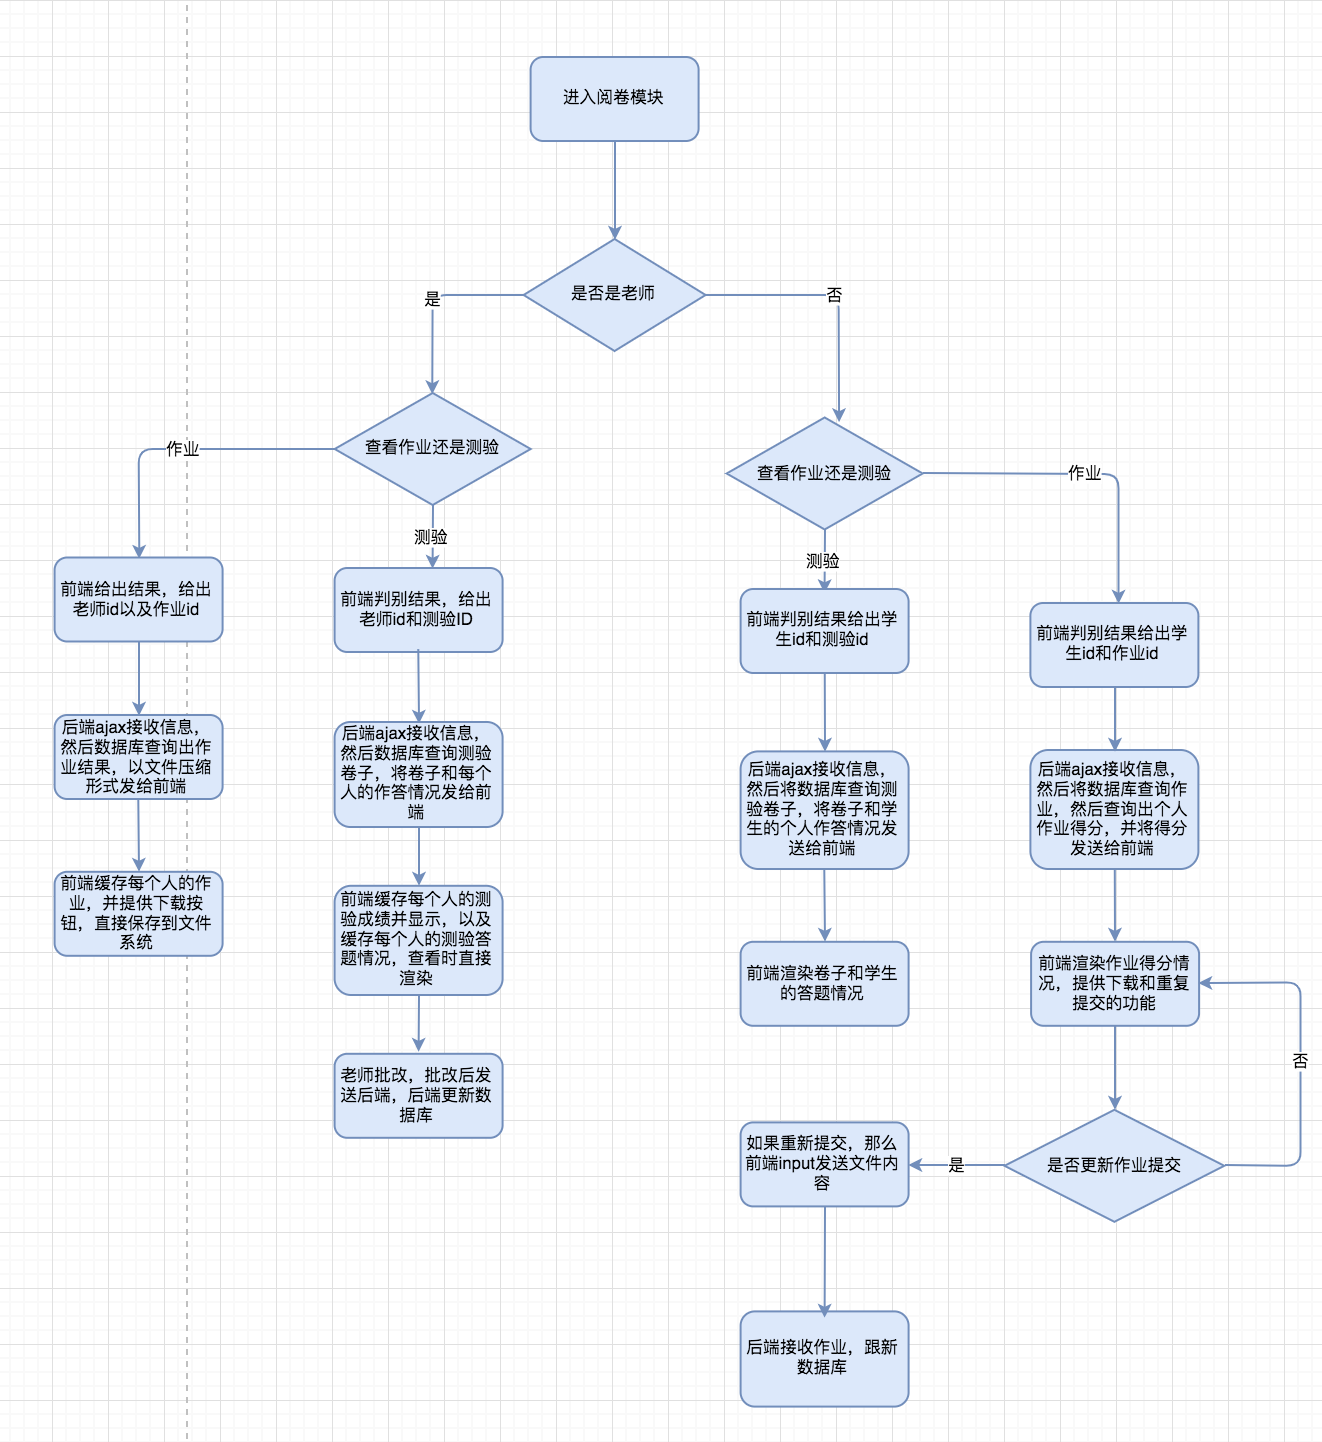 进入阅卷模块
是否是老师
是
否
查看作业还是测验
作业
测验
查看作业还是测验
作业
测验
前端给出结果，给出
老师id以及作业id
后端ajax接收信息，
然后数据库查询出作
业结果，以文件压缩
形式发给前端
前端缓存每个人的作
业，并提供下载按
钮，直接保存到文件
系统
前端判别结果，给出
老师id和测验ID
后端ajax接收信息，
然后数据库查询测验
卷子，将卷子和每个
人的作答情况发给前
端
前端缓存每个人的测
验成绩并显示，以及
缓存每个人的测验答
题情况，查看时直接
渲染
老师批改，批改后发
送后端，后端更新数
据库
前端判别结果给出学
生id和测验id
后端ajax接收信息，
然后将数据库查询测
验卷子，将卷子和学
生的个人作答情况发
送给前端
前端渲染卷子和学生
的答题情况
前端判别结果给出学
生id和作业id
后端ajax接收信息，
然后将数据库查询作
业，然后查询出个人
作业得分，并将得分
发送给前端
前端渲染作业得分情
况，提供下载和重复
提交的功能
否
是否更新作业提交
是
如果重新提交，那么
前端input发送文件内
容
后端接收作业，跟新
数据库